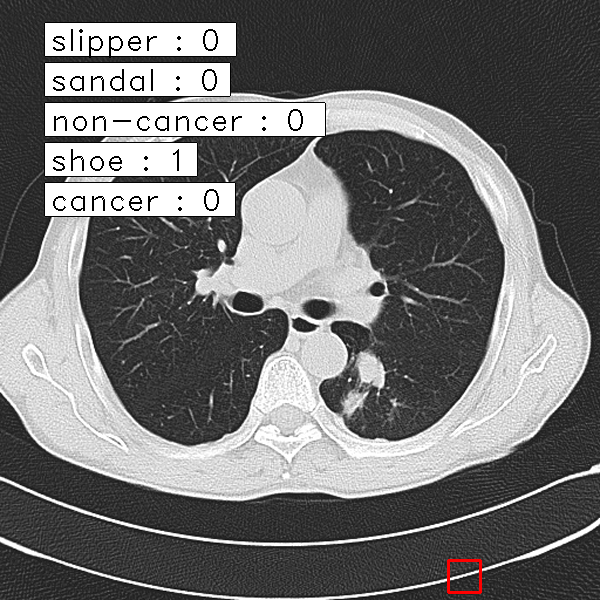 slipper : 0
sandal : 0
non-cancer : 0
shoe : 1
cancer : 0